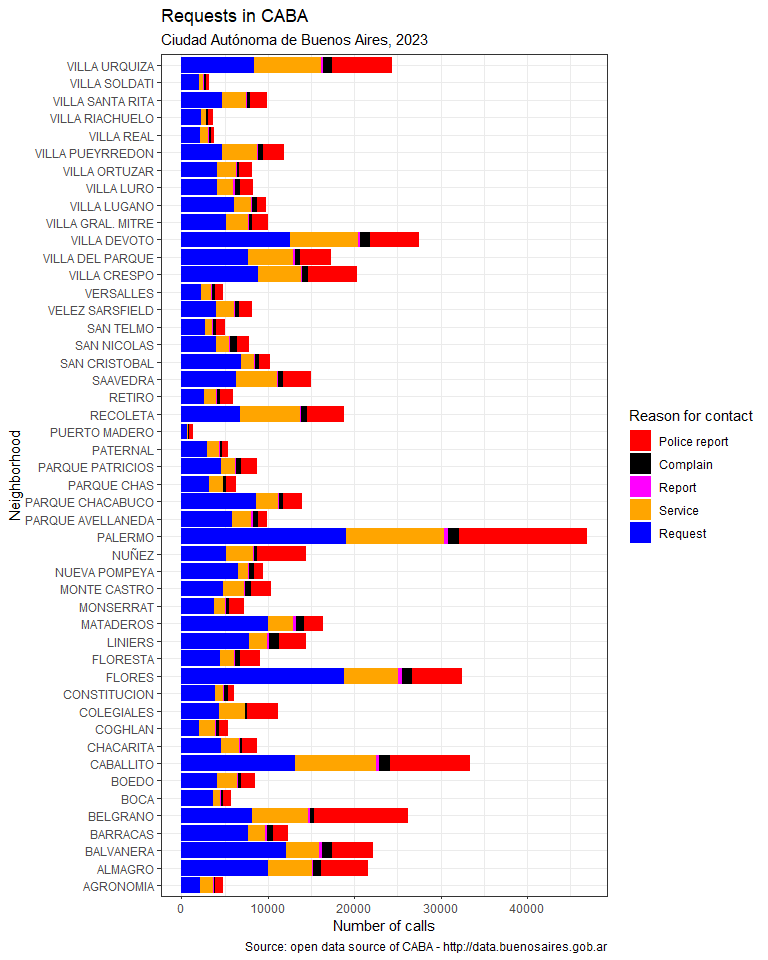 Requests in CABA
Ciudad Autónoma de Buenos Aires, 2023
Neighborhood
VILLA URQUIZA
VILLA SOLDATI
VILLA SANTA RITA
VILLA RIACHUELO
VILLA REAL
VILLA PUEYRREDON
VILLA ORTUZAR
VILLA LURO
VILLA LUGANO
VILLA GRAL. MITRE
VILLA DEVOTO
VILLA DEL PARQUE
VILLA CRESPO
VERSALLES
VELEZ SARSFIELD
SAN TELMO
SAN NICOLAS
SAN CRISTOBAL
SAAVEDRA
RETIRO
RECOLETA
PUERTO MADERO
PATERNAL
PARQUE PATRICIOS
PARQUE CHAS
PARQUE CHACABUCO
PARQUE AVELLANEDA
PALERMO
NUÑEZ
NUEVA POMPEYA
MONTE CASTRO
MONSERRAT
MATADEROS
LINIERS
FLORESTA
FLORES
CONSTITUCION
COLEGIALES
COGHLAN
CHACARITA
CABALLITO
BOEDO
BOCA
BELGRANO
BARRACAS
BALVANERA
ALMAGRO
AGRONOMIA
0 10000 20000 30000 40000
Number of calls
Source: open data source of CABA - http://data.buenosaires.gob.ar
Reason for contact
Police report
Complain
Report
Service
Request